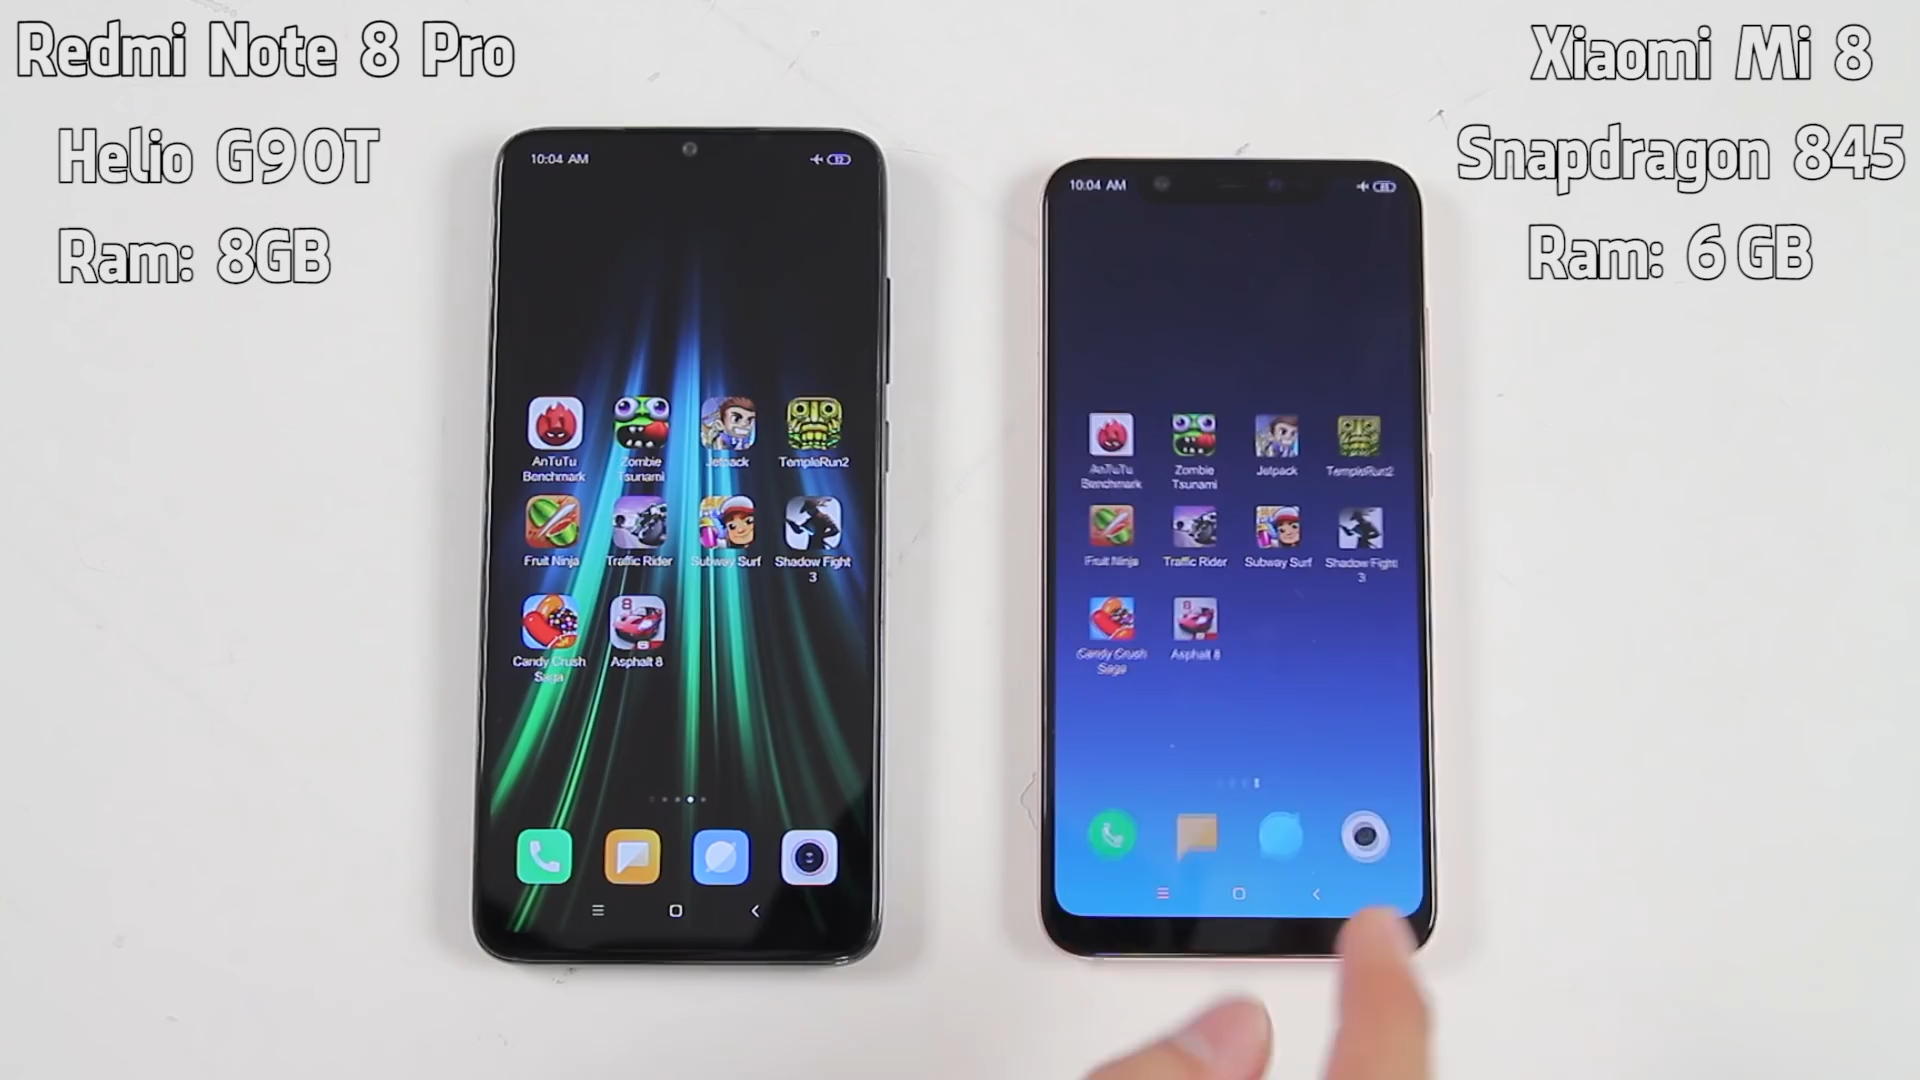 Redmi Note 8 Pro
Helio G90T
Ram: 8GB
Xiaomi Mi 8
Snapdragon 845
Ram: 6GB
10:04 AM
AnTuTu Benchmark
Zombie Tsunami
Jetpack
TempleRun2
Fruit Ninja
Traffic Rider
Subway Surf
Shadow Fight 3
Candy Crush Saga
Asphalt 8
10:04 AM
AnTuTu Benchmark
Zombie Tsunami
Jetpack
TempleRun2
Fruit Ninja
Traffic Rider
Subway Surf
Shadow Fight 3
Candy Crush Saga
Asphalt 8